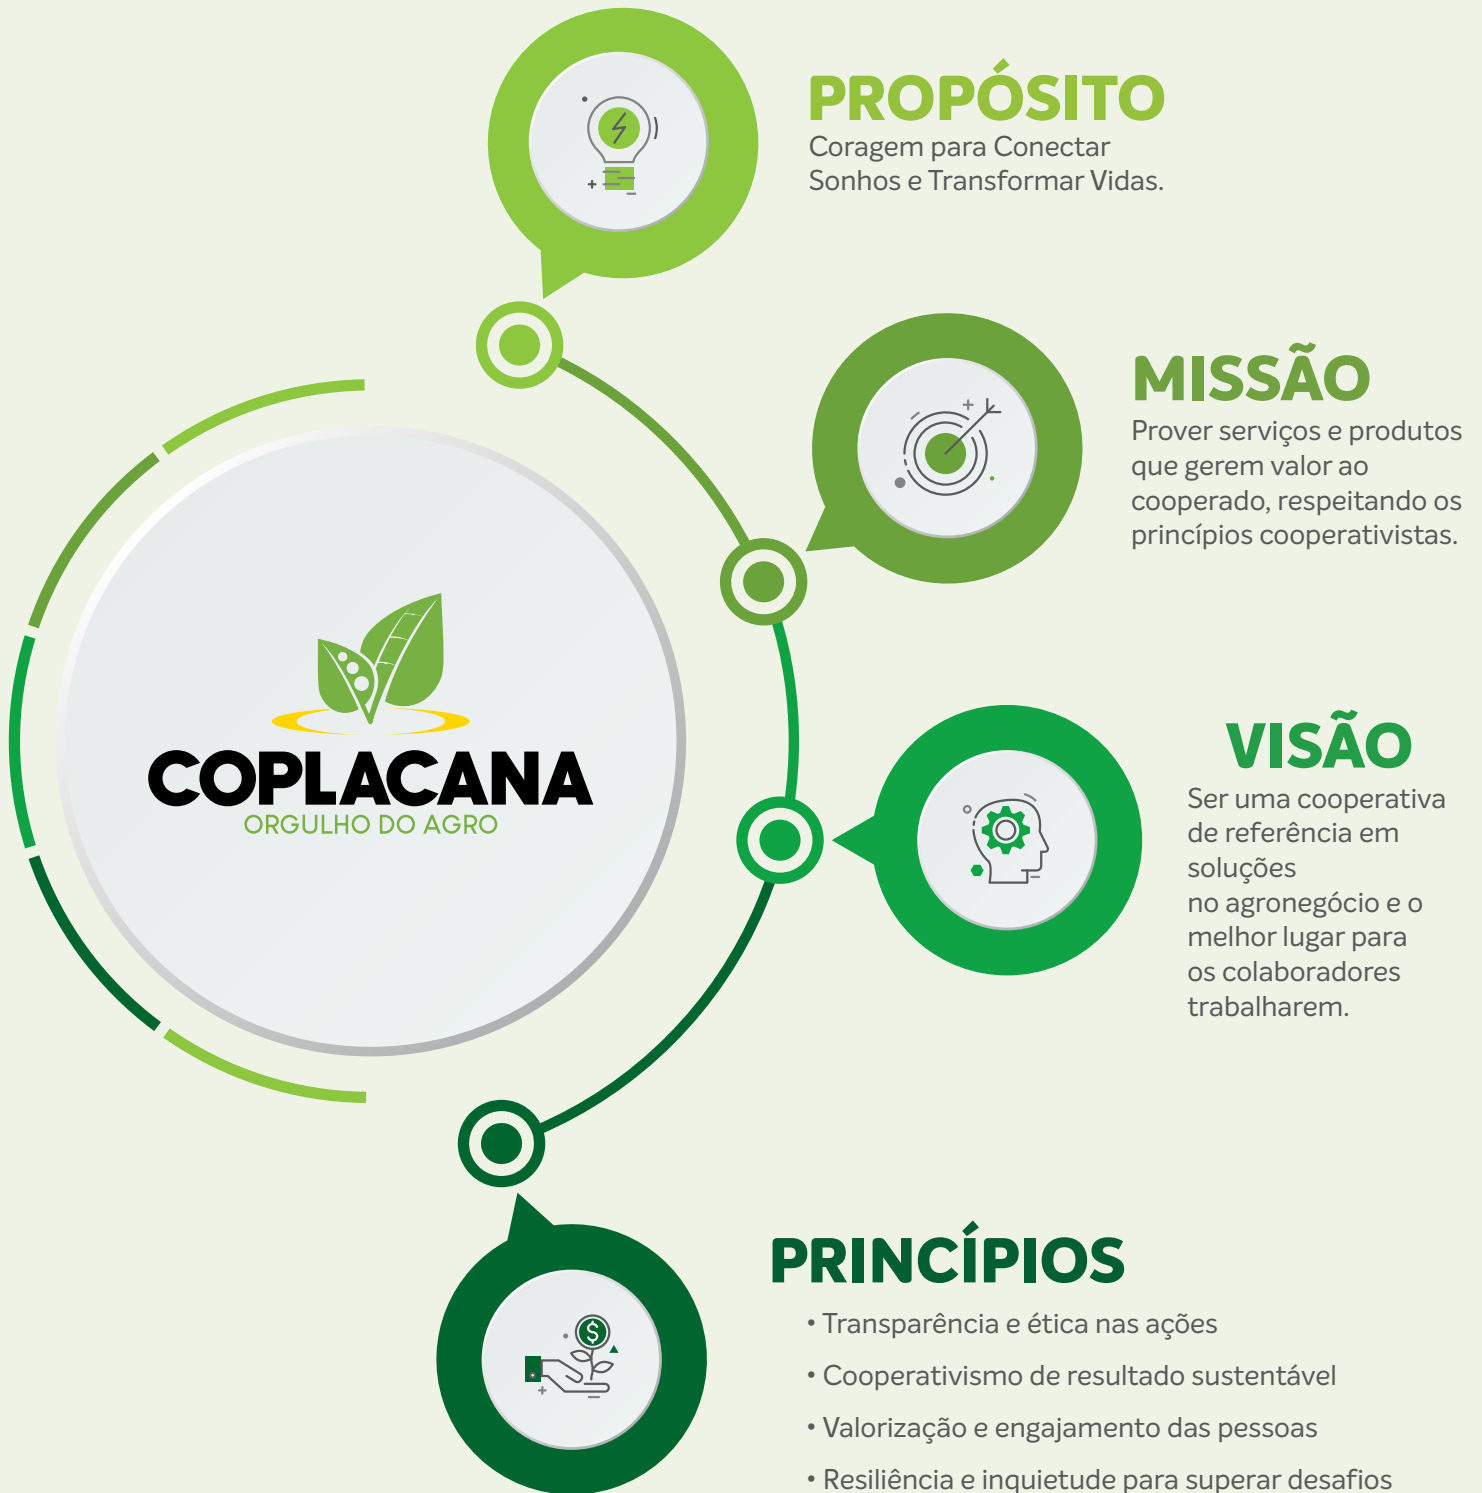 PROPÓSITO
Coragem para Conectar
Sonhos e Transformar Vidas.
MISSÃO
Prover serviços e produtos
que gerem valor ao
cooperado, respeitando os
princípios cooperativistas.
COPLACANA
ORGULHO DO AGRO
VISÃO
Ser uma cooperativa
de referência em
soluções
no agronegócio e o
melhor lugar para
os colaboradores
trabalharem.
PRINCÍPIOS
• Transparência e ética nas ações
• Cooperativismo de resultado sustentável
• Valorização e engajamento das pessoas
• Resiliência e inquietude para superar desafios
$